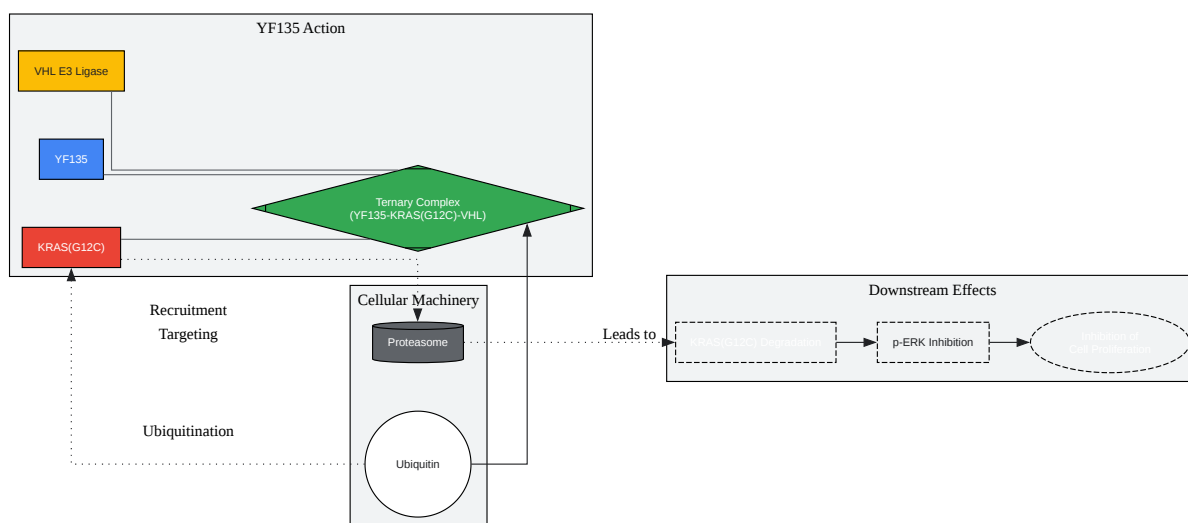 YF135 Action
VHL E3 Ligase
YF135
Ternary Complex
(YF135-KRAS(G12C)-VHL)
KRAS(G12C)
Recruitment
Targeting
Cellular Machinery
Proteasome
Leads to
Downstream Effects
KRAS(G12C) Degradation
p-ERK Inhibition
Inhibition of
Cell Proliferation
Ubiquitination
Ubiquitin